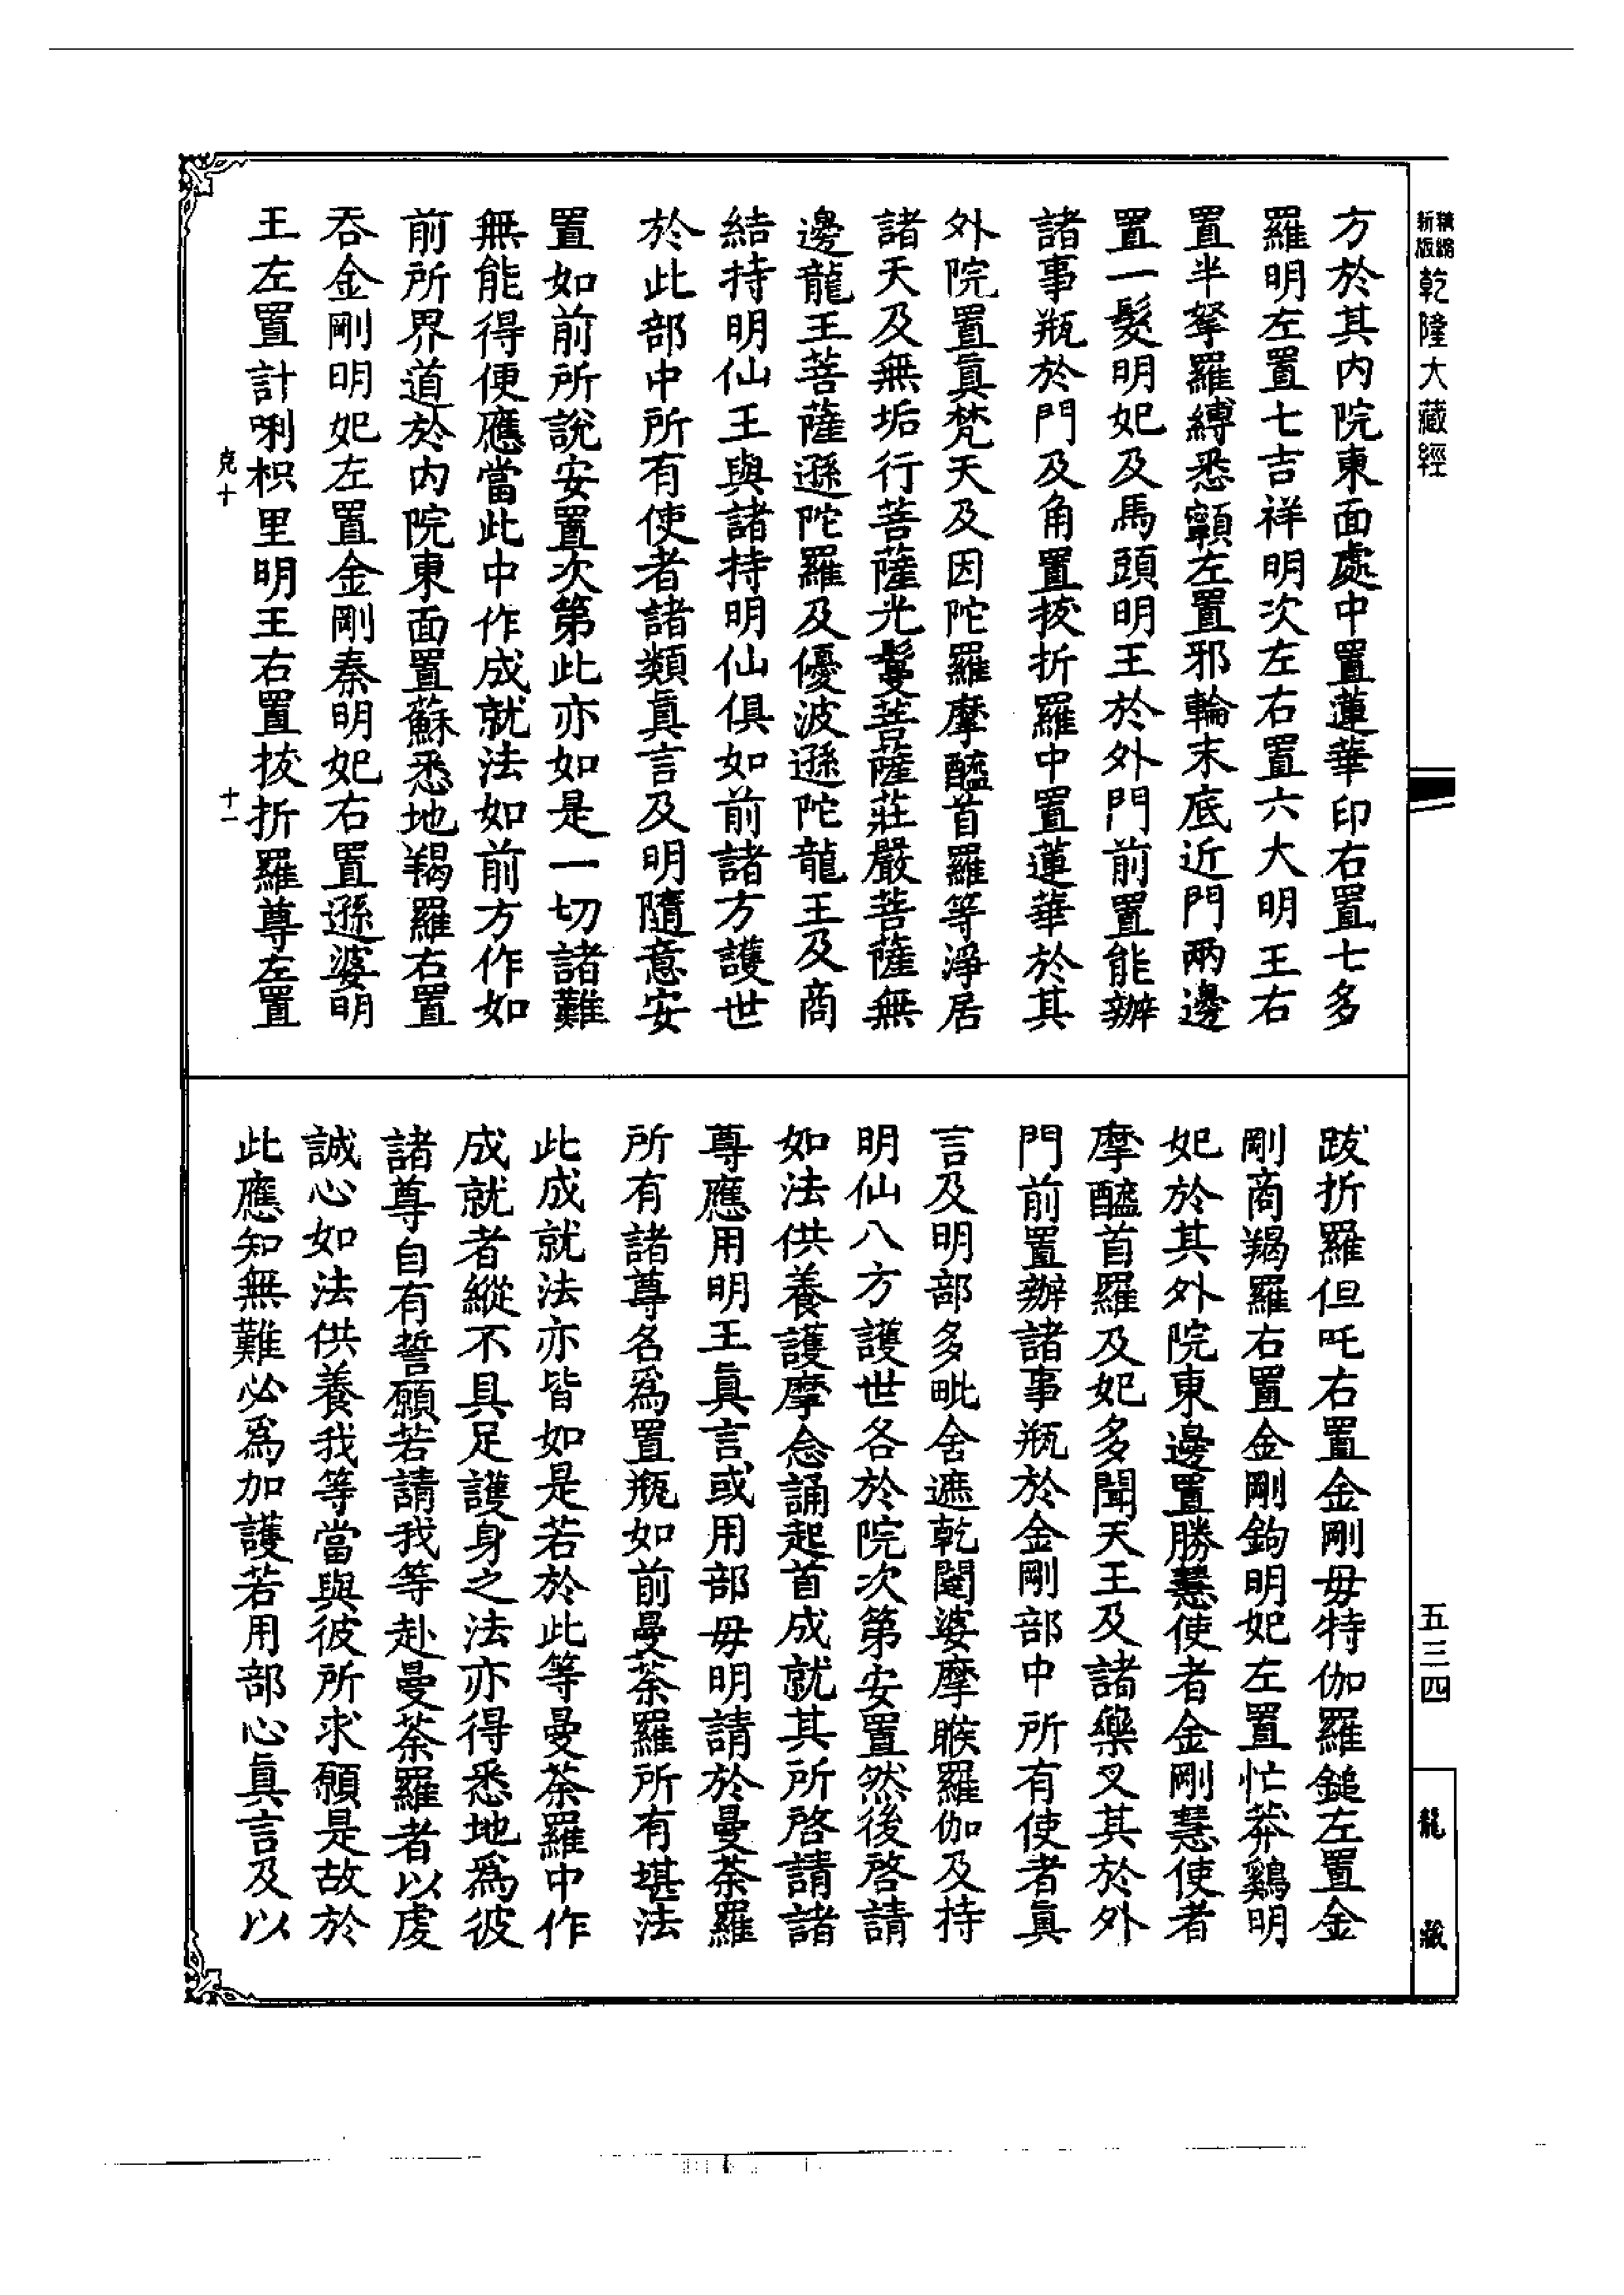 精縮新版乾隆大藏經
五三四
龍藏
方於其內院東面處中置蓮華印右置七多
羅明左置七吉祥明次左右置六大明王右
置半拏羅縛悉䩕左置邪輪末底近門兩邊
置一髮明妃及馬頭明王於外門前置能辦
諸事瓶於門及角置拔折羅中置蓮華於其
外院置眞梵天及因陀羅摩醯首羅等淨居
諸天及無垢行菩薩光鬘菩薩莊嚴菩薩無
邊龍王菩薩遜陀羅及優波遜陀龍王及商
結持明仙王與諸持明仙俱如前諸方護世
於此部中所有使者諸類眞言及明隨意安
置如前所說安置次第此亦如是一切諸難
無能得便應當此中作成就法如前方作如
前所界道於內院東面置蘇悉地羯羅右置
吞金剛明妃左置金剛秦明妃右置遜婆明
王左置計唎枳里明王右置拔折羅尊左置
克十
十一
跋折羅但吒右置金剛毋特伽羅鎚左置金
剛商羯羅右置金剛鉤明妃左置忙莽鷄明
妃於其外院東邊置勝慧使者金剛慧使者
摩醯首羅及妃多聞天王及諸藥叉其於外
門前置辦諸事瓶於金剛部中所有使者眞
言及明部多毗舍遮乾闥婆摩睺羅伽及持
明仙八方護世各於院次第安置然後啓請
如法供養護摩念誦起首成就其所啓請諸
尊應用明王眞言或用部毋明請於曼荼羅
所有諸尊名爲置瓶如前曼荼羅所有堪法
此成就法亦皆如是若於此等曼荼羅中作
成就者縱不具足護身之法亦得悉地爲彼
諸尊自有誓願若請我等赴曼荼羅者以虔
誠心如法供養我等當與彼所求願是故於
此應知無難必爲加護若用部心眞言及以